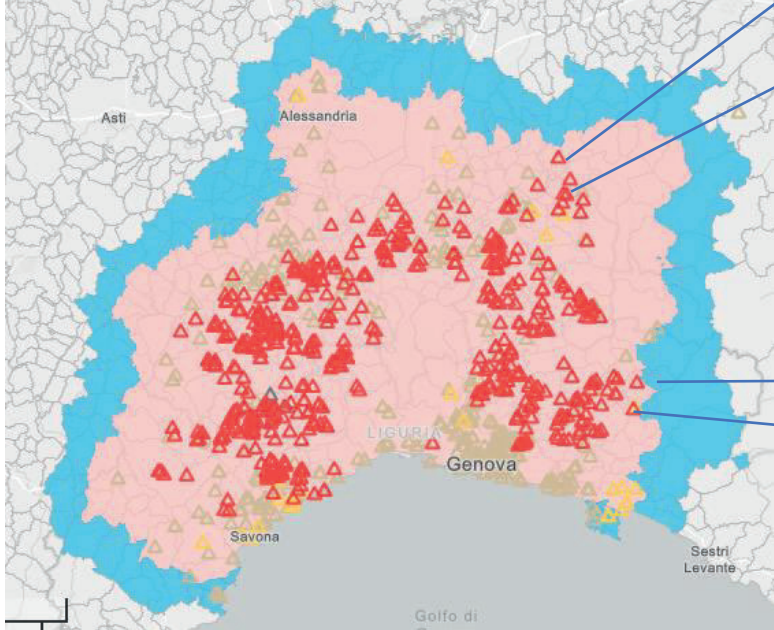 Asti
Alessandria
LIGURIA
Genova
Savona
Sestri
Levante
Golfo di